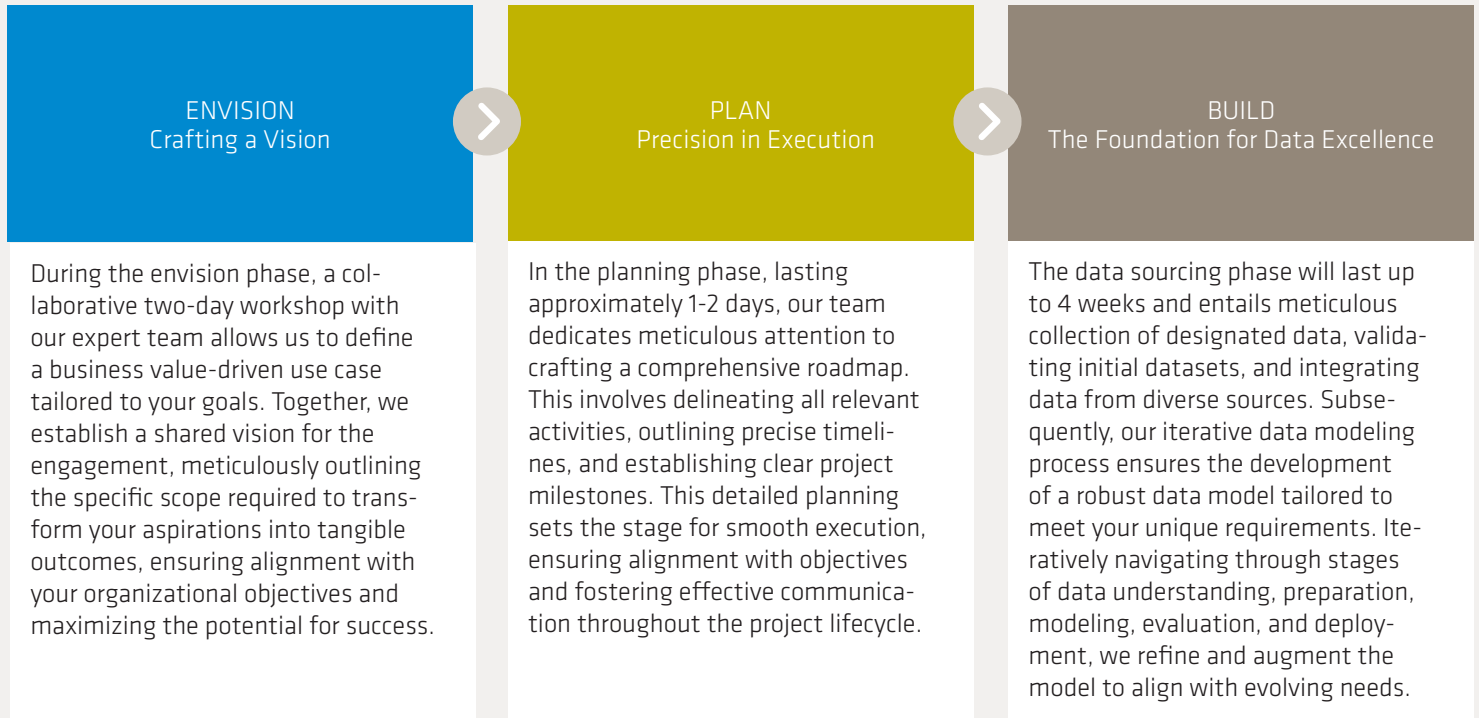 ENVISION
Crafting a Vision
During the envision phase, a col-
laborative two-day workshop with
our expert team allows us to define
a business value-driven use case
tailored to your goals. Together, we
establish a shared vision for the
engagement, meticulously outlining
the specific scope required to trans-
form your aspirations into tangible
outcomes, ensuring alignment with
your organizational objectives and
maximizing the potential for success.
PLAN
Precision in Execution
In the planning phase, lasting
approximately 1-2 days, our team
dedicates meticulous attention to
crafting a comprehensive roadmap.
This involves delineating all relevant
activities, outlining precise timeli-
nes, and establishing clear project
milestones. This detailed planning
sets the stage for smooth execution,
ensuring alignment with objectives
and fostering effective communica-
tion throughout the project lifecycle.
BUILD
The Foundation for Data Excellence
The data sourcing phase will last up
to 4 weeks and entails meticulous
collection of designated data, valida-
ting initial datasets, and integrating
data from diverse sources. Subse-
quently, our iterative data modeling
process ensures the development
of a robust data model tailored to
meet your unique requirements. Ite-
ratively navigating through stages
of data understanding, preparation,
modeling, evaluation, and deploy-
ment, we refine and augment the
model to align with evolving needs.